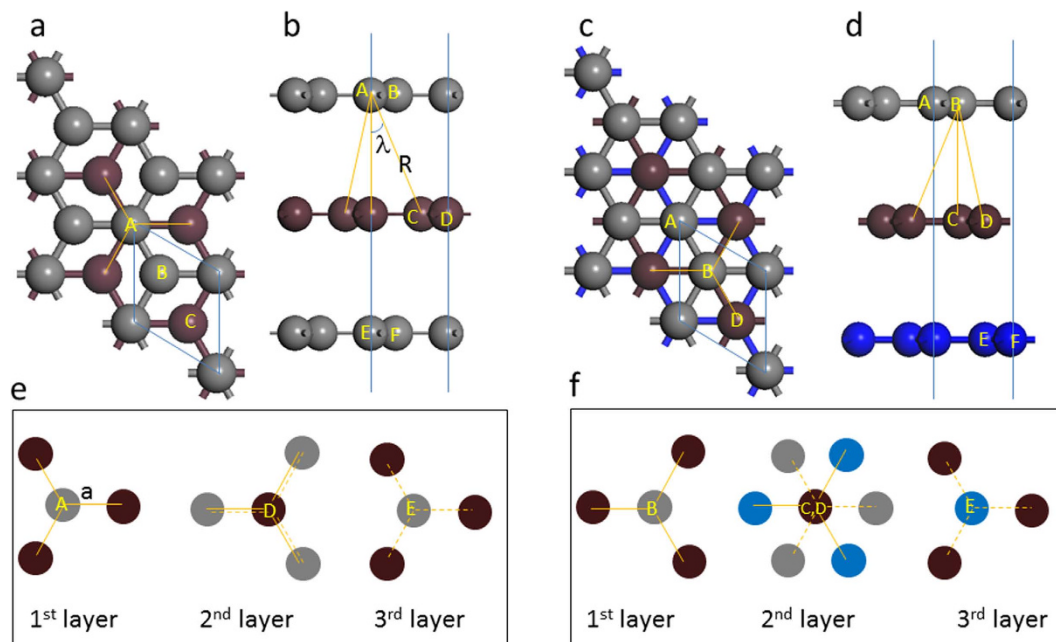 a
A
B
C
b
A B
λ
R
C D
E F
c
A
B
D
d
A B
C D
E F
e
A a
D
E
1st layer 2nd layer 3rd layer
f
B
C,D
E
1st layer 2nd layer 3rd layer